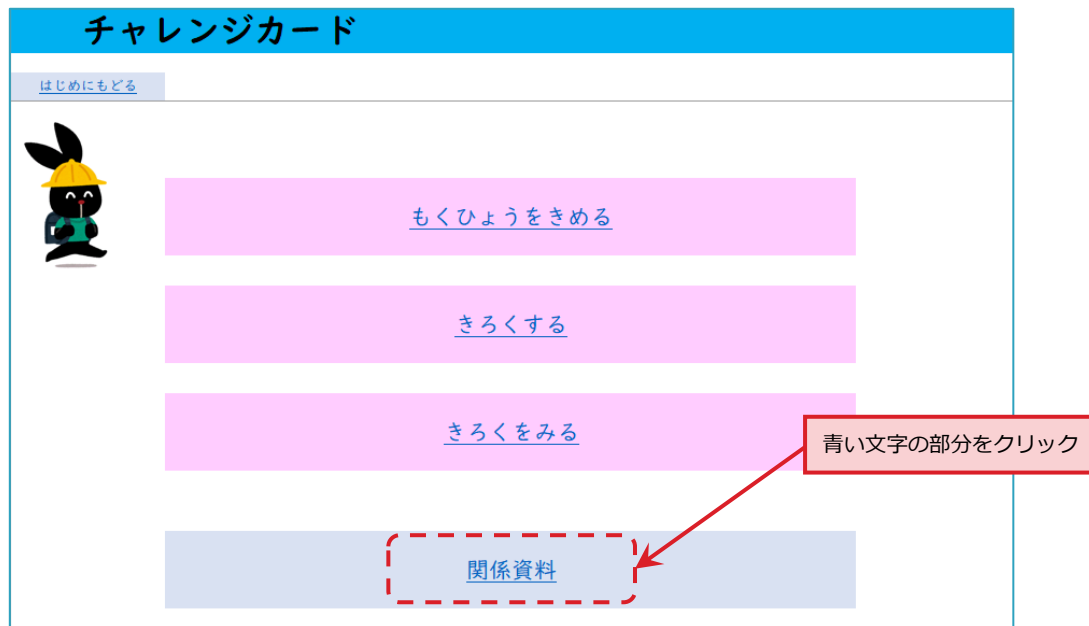 チャレンジカード
はじめにもどる
もくひょうをきめる
きろくする
きろくをみる
青い文字の部分をクリック
関係資料